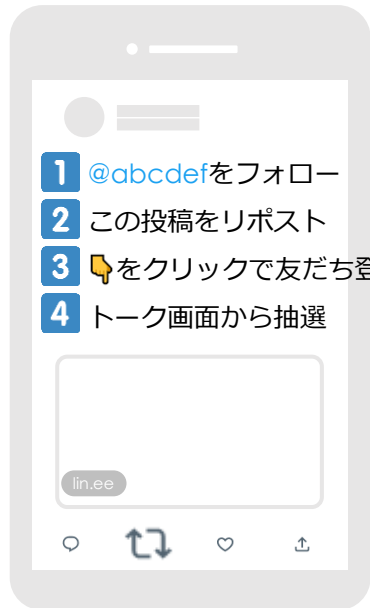 1 @abcdefをフォロー
2 この投稿をリポスト
3 👇をクリックで友だち登
4 トーク画面から抽選
lin.ee